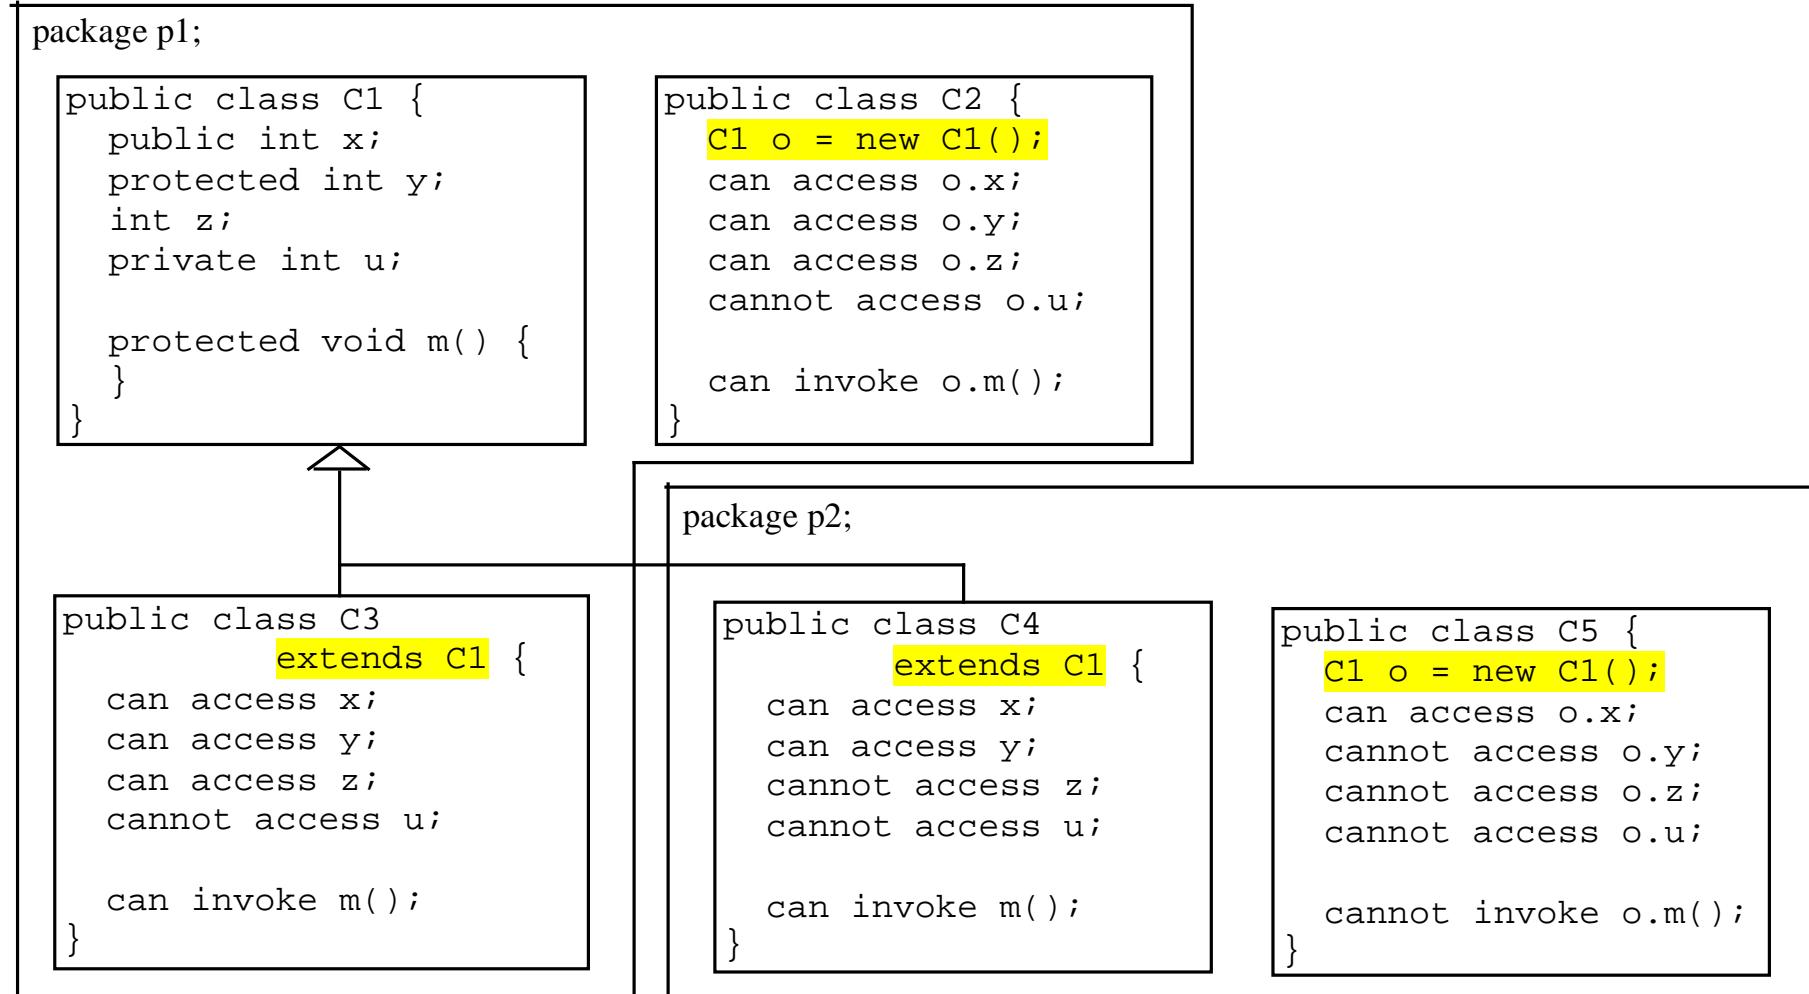 package p1;
public class C1 {
public int x;
protected int y;
int z;
private int u;
protected void m() {
}
}
public class C2 {
C1 o = new C1();
can access o.x;
can access o.y;
can access o.z;
cannot access o.u;
can invoke o.m();
}
public class C3
extends C1 {
can access x;
can access y;
can access z;
cannot access u;
can invoke m();
}
package p2;
public class C4
extends C1 {
can access x;
can access y;
cannot access z;
cannot access u;
can invoke m();
}
public class C5 {
C1 o = new C1();
can access o.x;
cannot access o.y;
cannot access o.z;
cannot access o.u;
cannot invoke o.m();
}